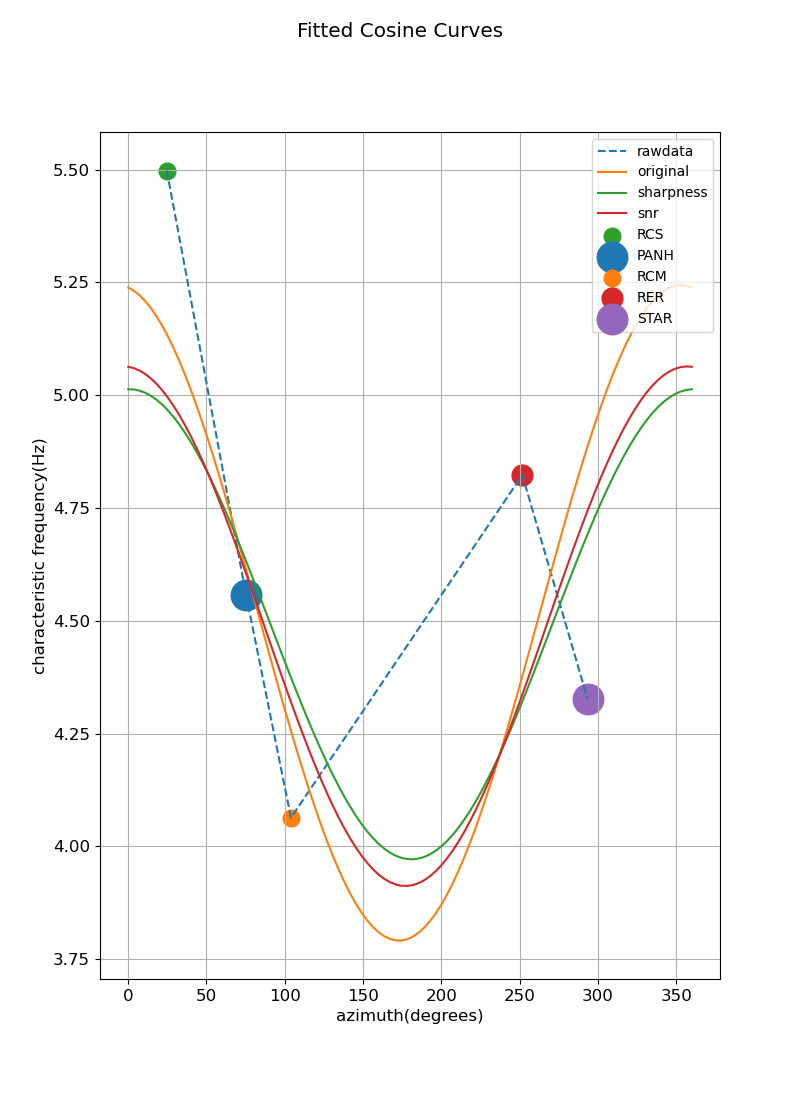 Fitted Cosine Curves
rawdata
original
sharpness
snr
RCS
PANH
RCM
RER
STAR
characteristic frequency(Hz)
5.50
5.25
5.00
4.75
4.50
4.25
4.00
3.75
0 50 100 150 200 250 300 350
azimuth(degrees)